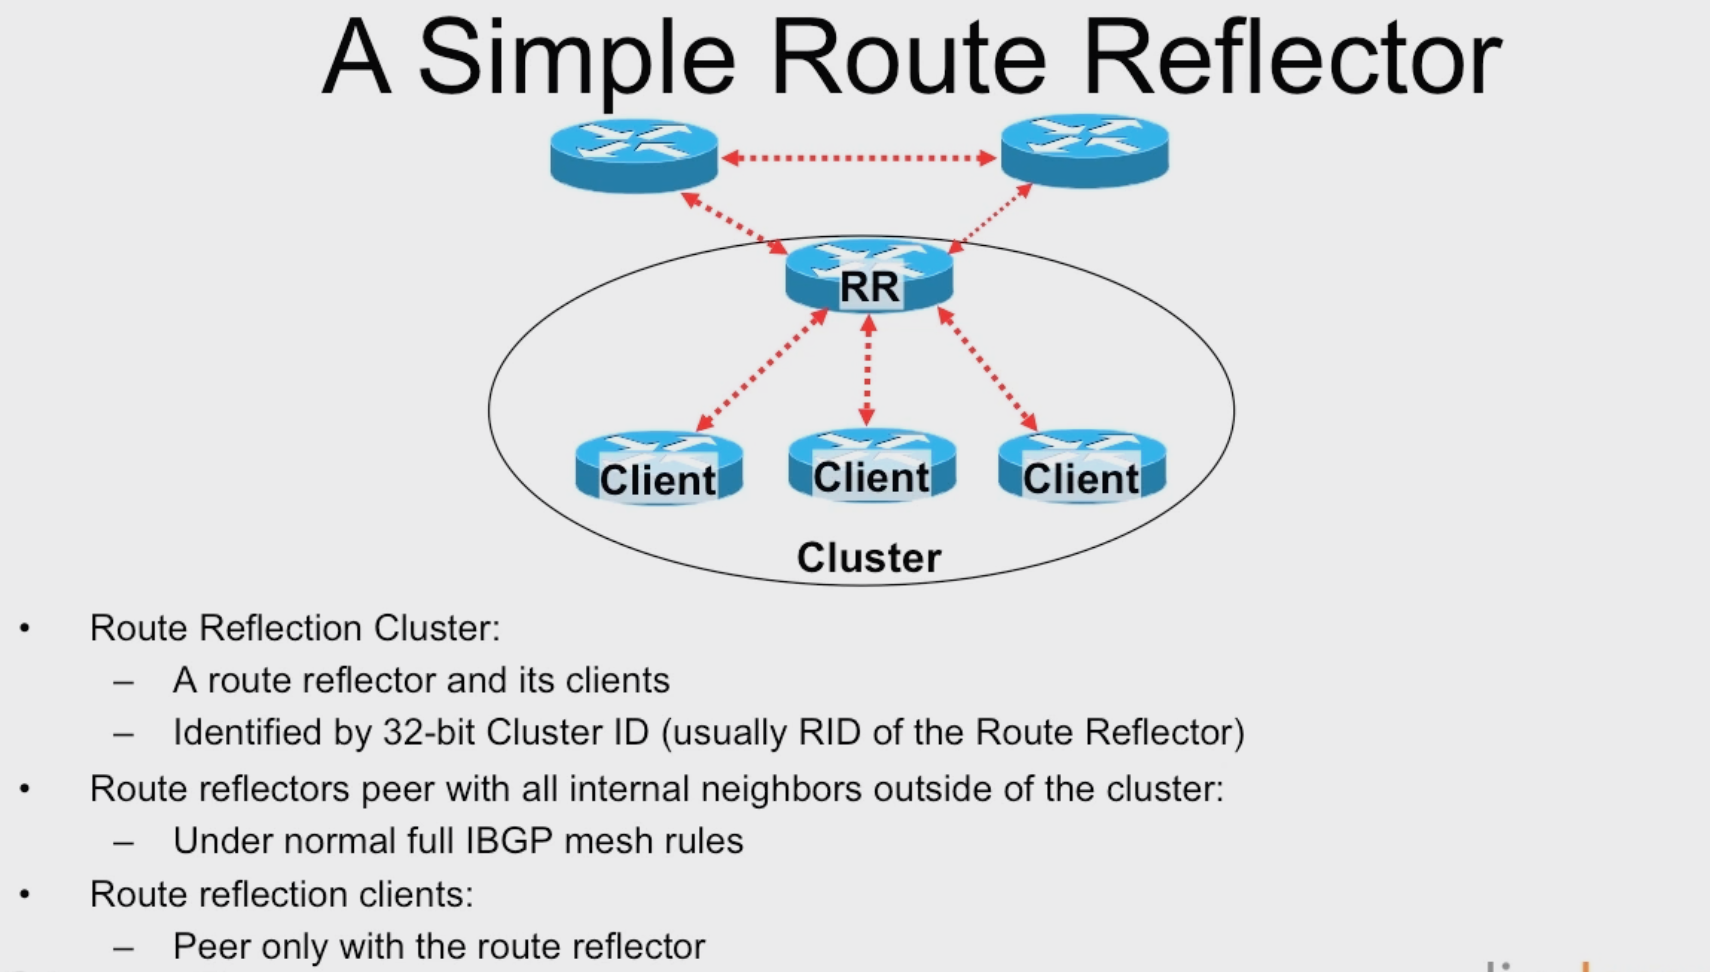 A Simple Route Reflector
RR
Client Client Client
Cluster
• Route Reflection Cluster:
– A route reflector and its clients
– Identified by 32-bit Cluster ID (usually RID of the Route Reflector)
• Route reflectors peer with all internal neighbors outside of the cluster:
– Under normal full IBGP mesh rules
• Route reflection clients:
– Peer only with the route reflector